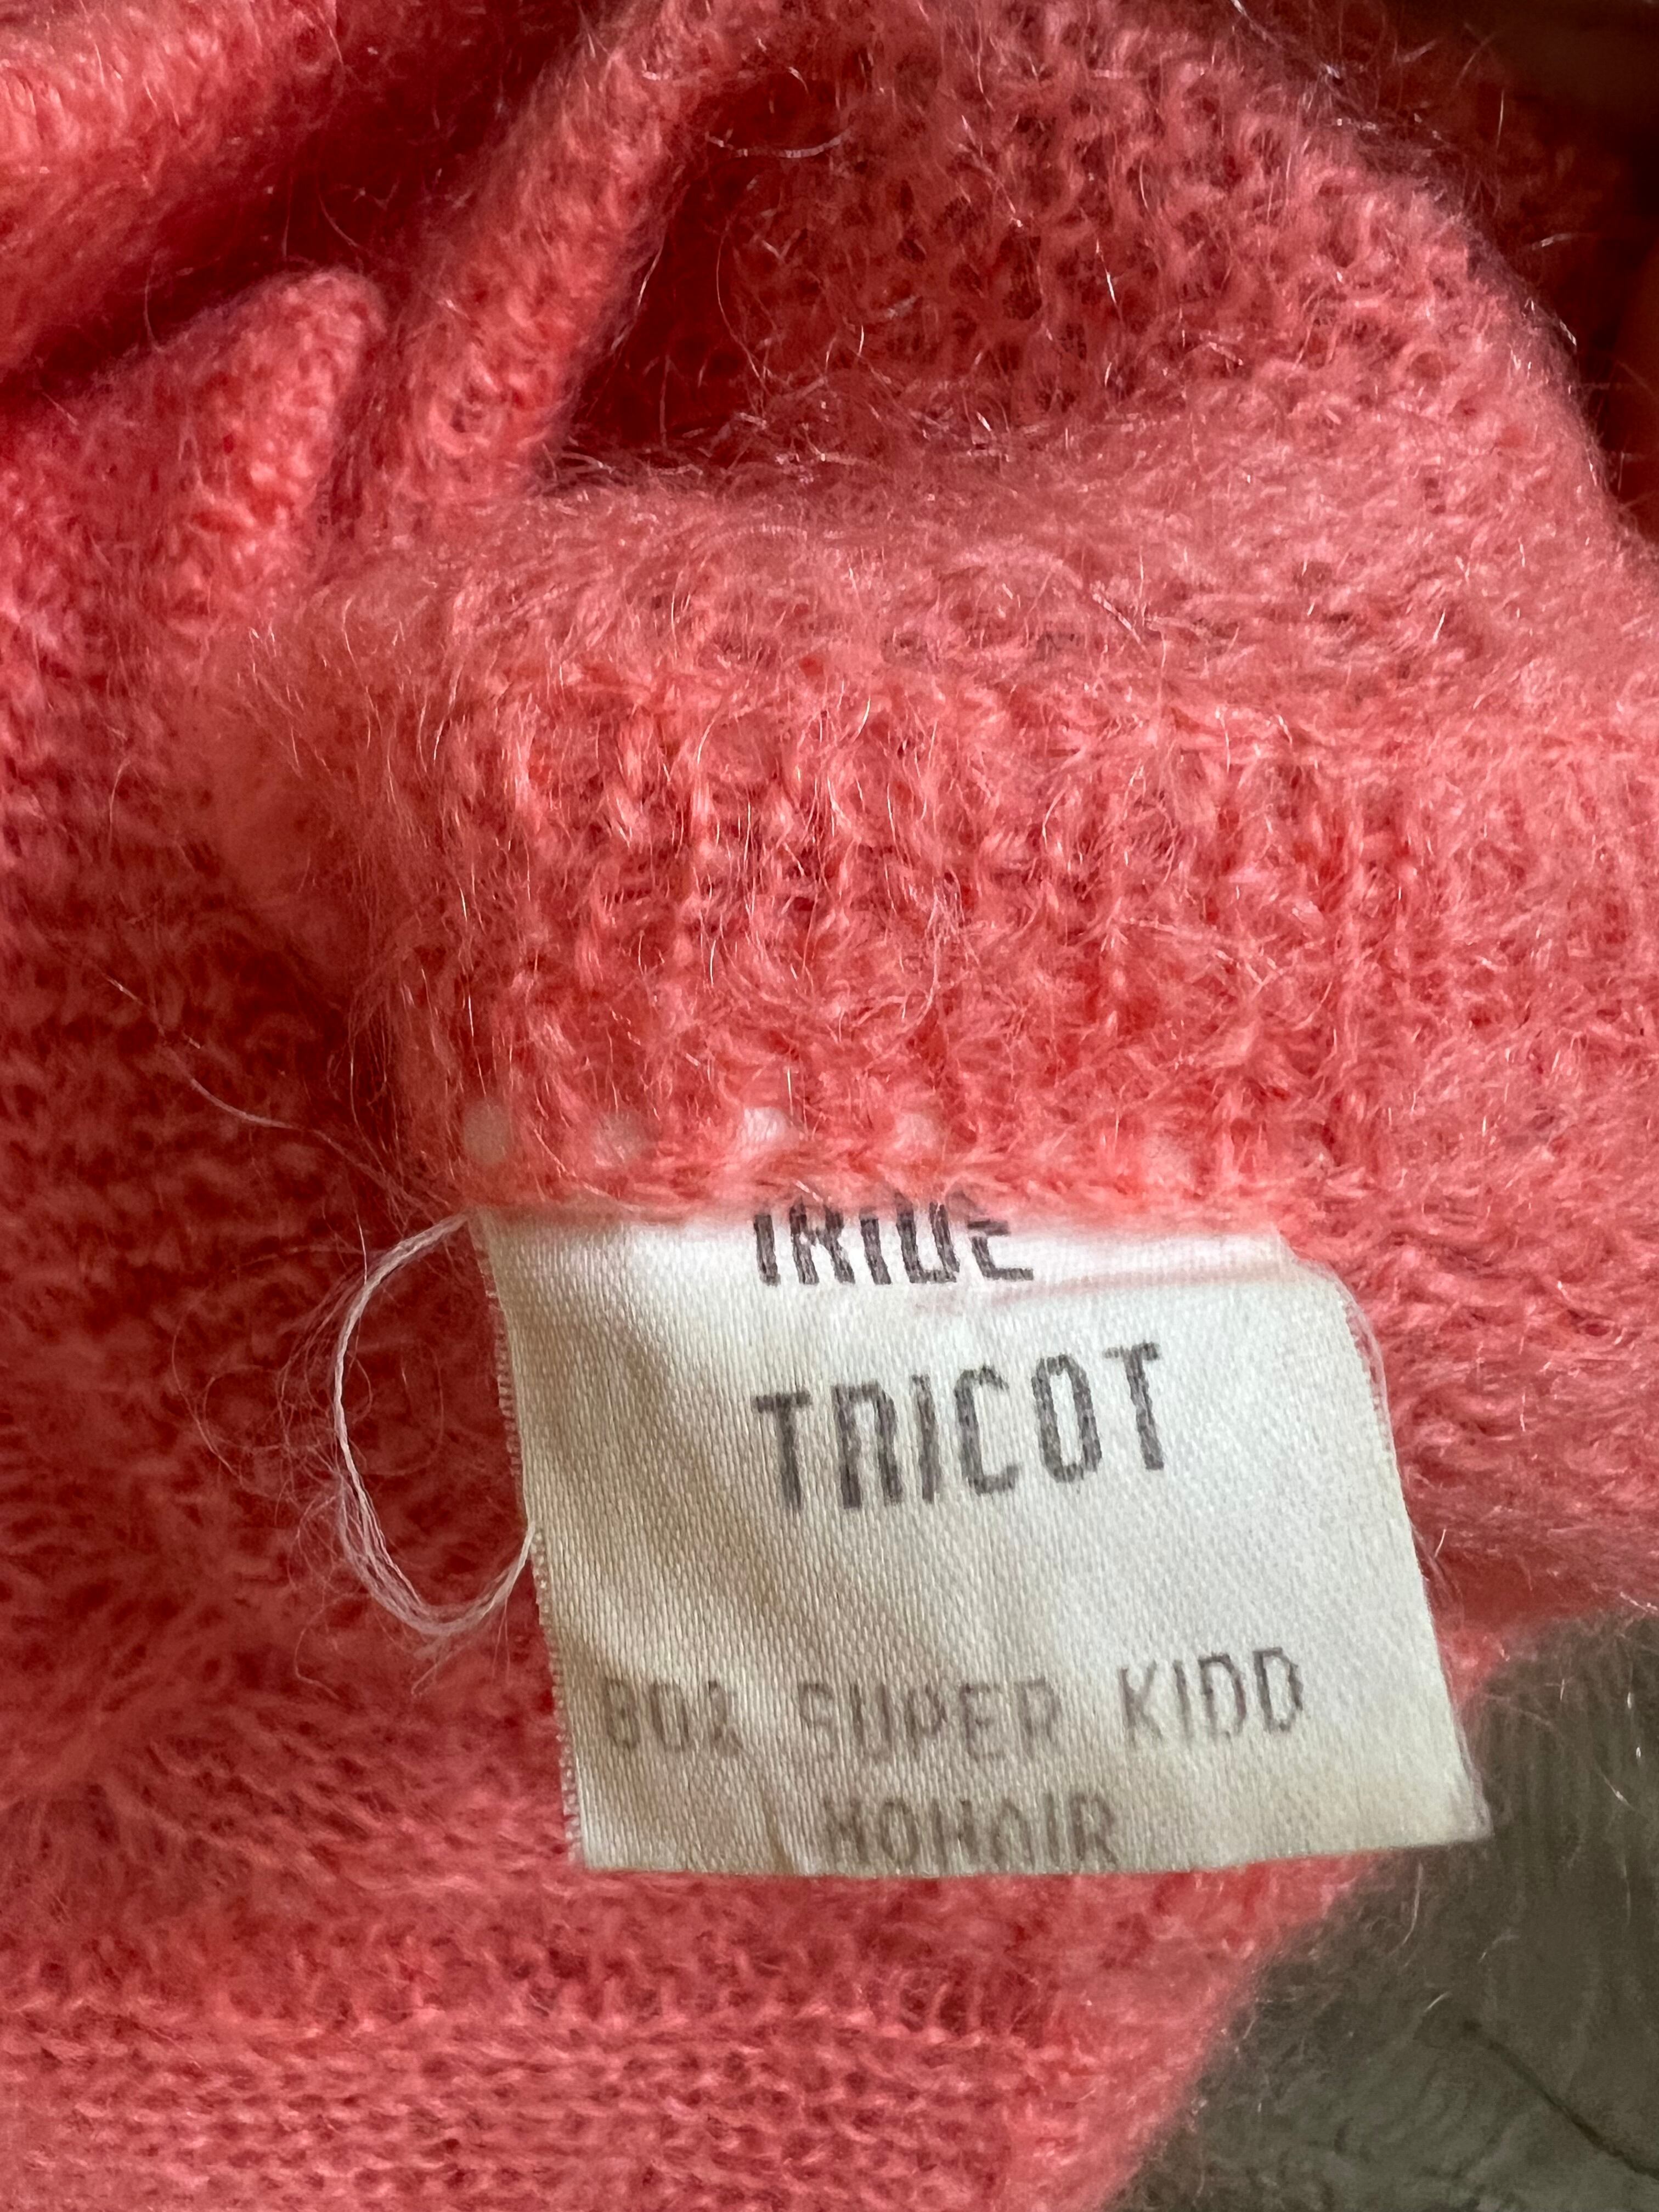 IRIDE
TRICOT
80% SUPER KIDD
MOHAIR